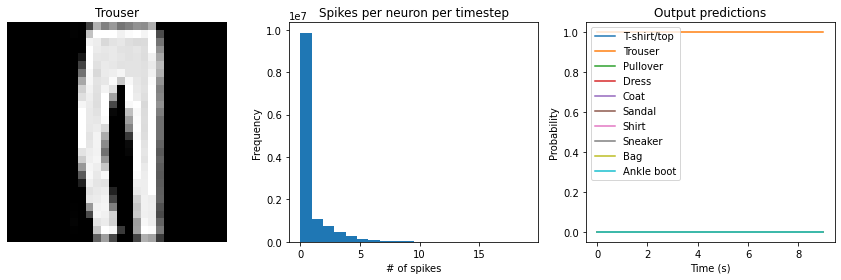 Trouser
Spikes per neuron per timestep
Output predictions
1e7
1.0
0.8
0.6
0.4
0.2
0.0
Frequency
0
5
10
15
# of spikes
1.0
0.8
0.6
0.4
0.2
0.0
Probability
T-shirt/top
Trouser
Pullover
Dress
Coat
Sandal
Shirt
Sneaker
Bag
Ankle boot
0
2
4
6
8
Time (s)